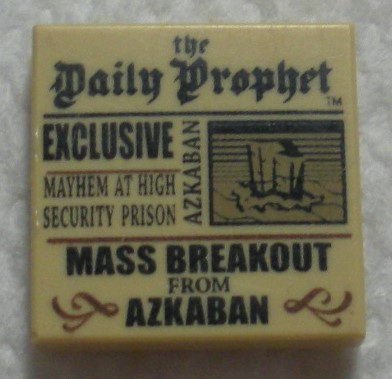 the
Daily Prophet
TM
EXCLUSIVE
MAYHEM AT HIGH
SECURITY PRISON
AZKABAN
MASS BREAKOUT
FROM
AZKABAN